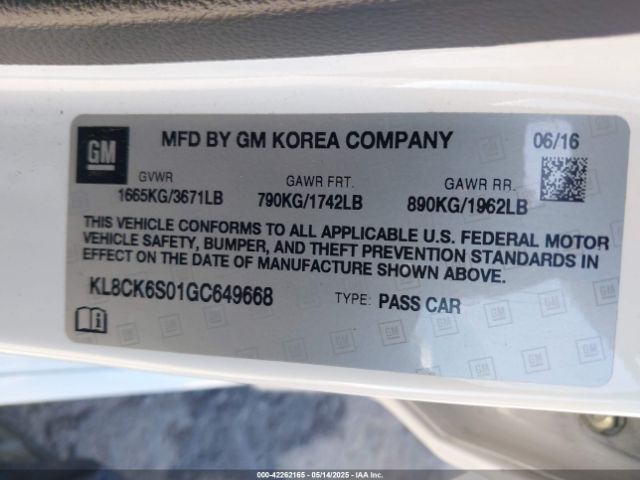 GM
MFD BY GM KOREA COMPANY 06/16
GVWR GAWR FRT. GAWR RR.
1665KG/3671LB 790KG/1742LB 890KG/1962LB
THIS VEHICLE CONFORMS TO ALL APPLICABLE U.S. FEDERAL MOTOR
VEHICLE SAFETY, BUMPER, AND THEFT PREVENTION STANDARDS IN
EFFECT ON THE DATE OF MANUFACTURE SHOWN ABOVE.
KL8CK6S01GC649668 TYPE: PASS CAR
000-42262165 - 05/14/2025 - IAAI, Inc. Copyright